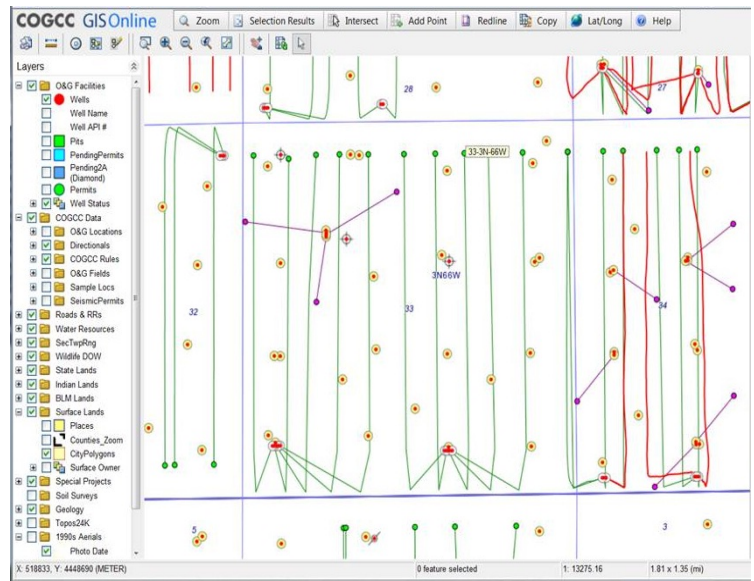 COGCC GISOnline
Zoom
Selection Results
Intersect
Add Point
Redline
Copy
Lat/Long
Help
Layers
O&G Facilities
Wells
Well Name
Well API #
Pits
PendingPermits
Pending2A
(Diamond)
Permits
Well Status
COGCC Data
O&G Locations
Directionals
COGCC Rules
O&G Fields
Sample Locs
SeismicPermits
Roads & RRs
Water Resources
SecTwpRng
Wildlife DOW
State Lands
Indian Lands
BLM Lands
Surface Lands
Places
Counties_Zoom
CityPolygons
Surface Owner
Special Projects
Soil Surveys
Geology
Topos24K
1990s Aerials
Photo Date
28
27
33-3N-66W
3N66W
32
33
34
5
3
X: 518833, Y: 4448690 (METER)
0 feature selected
1: 13275.16
1.81 x 1.35 (mi)